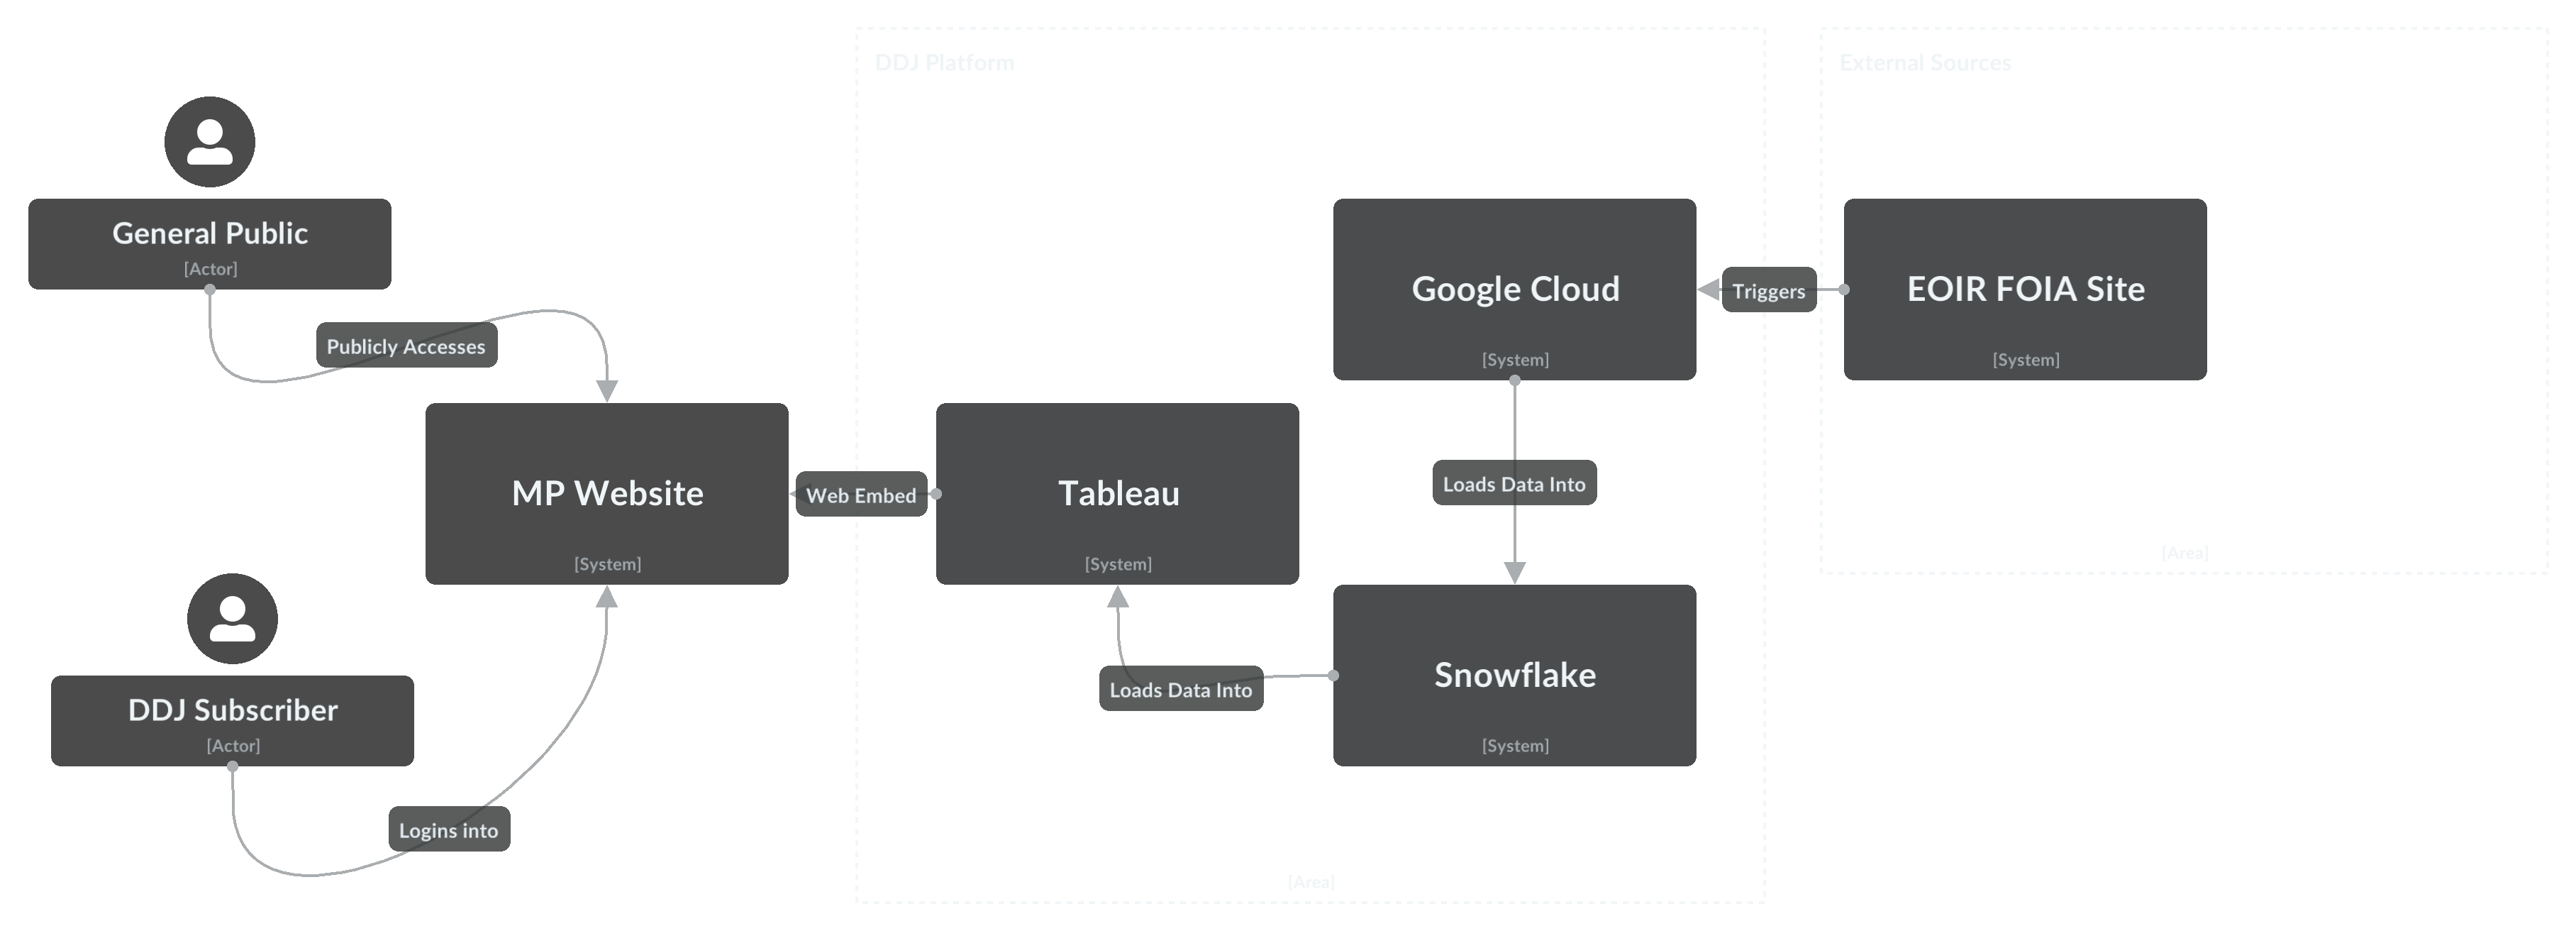 DDJ Platform
External Sources
General Public
[Actor]
Publicly Accesses
Google Cloud
[System]
Triggers
EOIR FOIA Site
[System]
MP Website
[System]
Web Embed
Tableau
[System]
Loads Data Into
[Area]
DDJ Subscriber
[Actor]
Logins into
Loads Data Into
Snowflake
[System]
[Area]